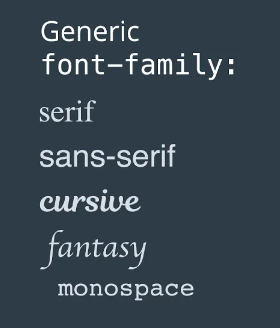 Generic
font-family:
serif
sans-serif
cursive
fantasy
monospace